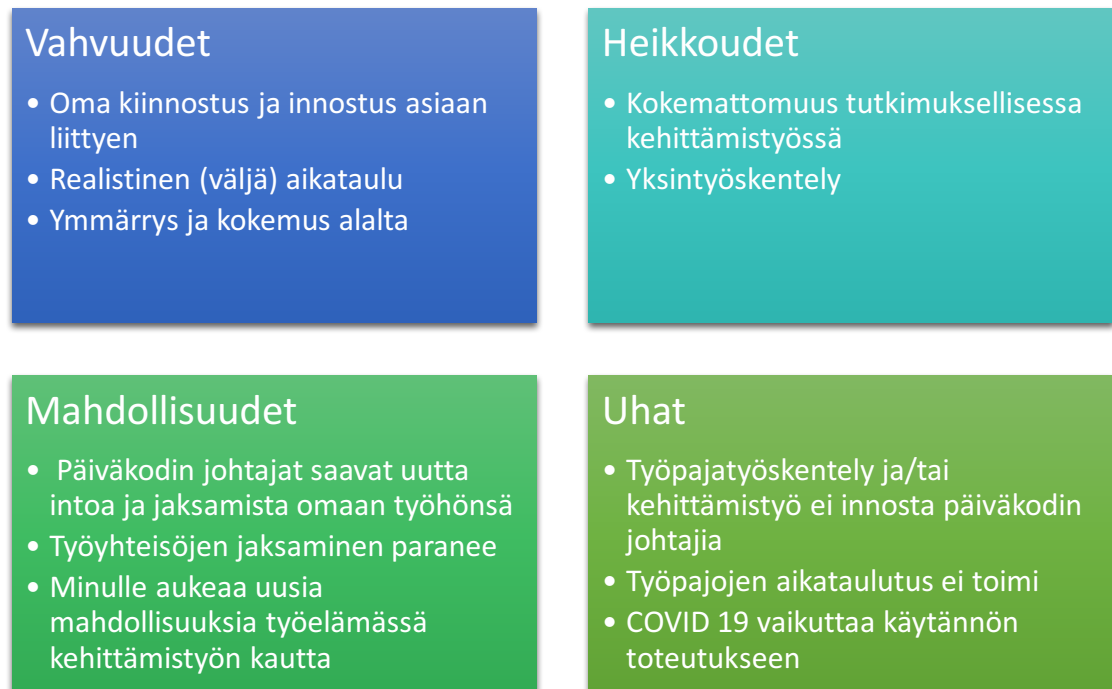 Vahvuudet
• Oma kiinnostus ja innostus asiaan
liittyen
• Realistinen (väljä) aikataulu
• Ymmärrys ja kokemus alalta
Heikkoudet
• Kokemattomuus tutkimuksellisessa
kehittämistyössä
• Yksintyöskentely
Mahdollisuudet
• Päiväkodin johtajat saavat uutta
intoa ja jaksamista omaan työhönsä
• Työyhteisöjen jaksaminen paranee
• Minulle aukeaa uusia
mahdollisuuksia työelämässä
kehittämistyön kautta
Uhat
• Työpajatyöskentely ja/tai
kehittämistyö ei innosta päiväkodin
johtajia
• Työpajojen aikataulutus ei toimi
• COVID 19 vaikuttaa käytännön
toteutukseen